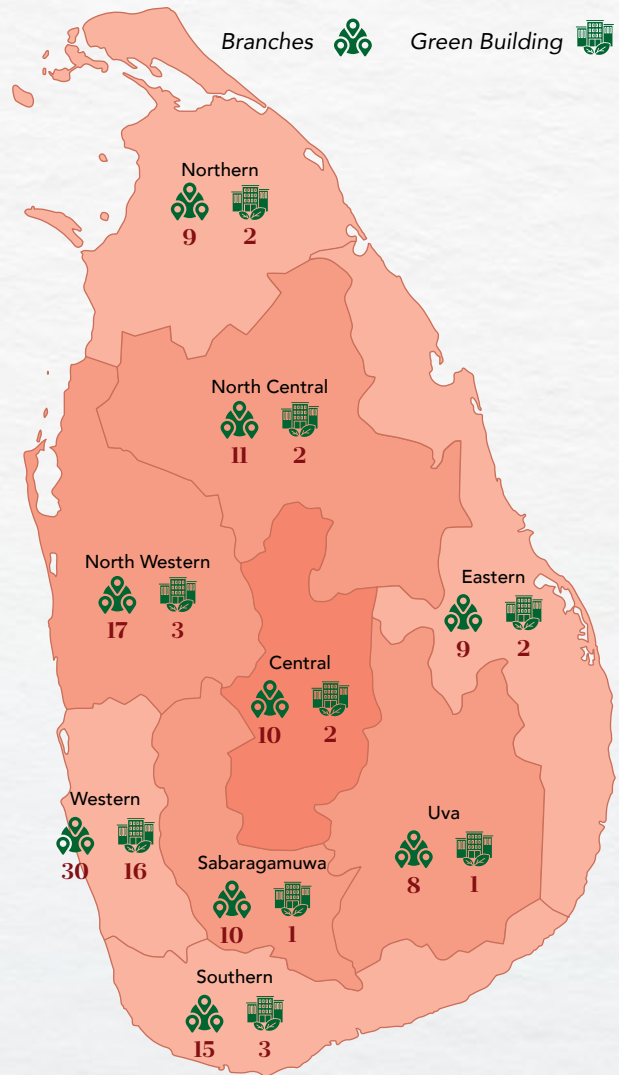 Branches Green Building
Northern
9 2
North Central
11 2
North Western
17 3
Eastern
9 2
Central
10 2
Western
30 16
Uva
8 1
Sabaragamuwa
10 1
Southern
15 3